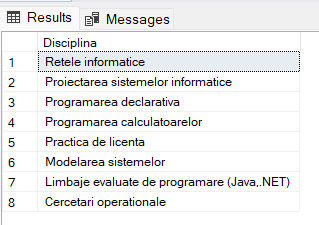 Results Messages
Disciplina
1 Retele informatice
2 Proiectarea sistemelor informatice
3 Programarea declarativa
4 Programarea calculatoarelor
5 Practica de licenta
6 Modelarea sistemelor
7 Limbaje evaluate de programare (Java,.NET)
8 Cercetari operationale